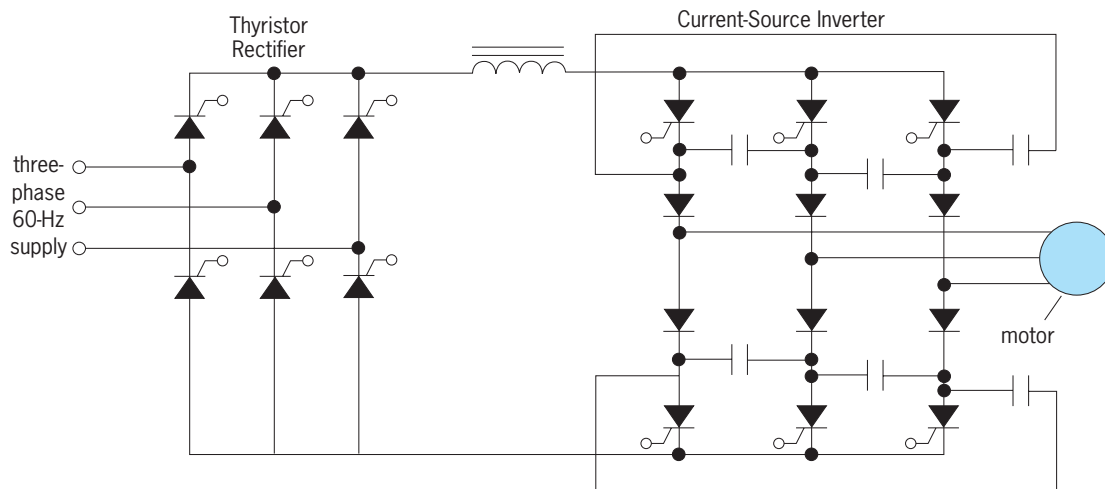 Thyristor
Rectifier
Current-Source Inverter
three-
phase
60-Hz
supply
motor